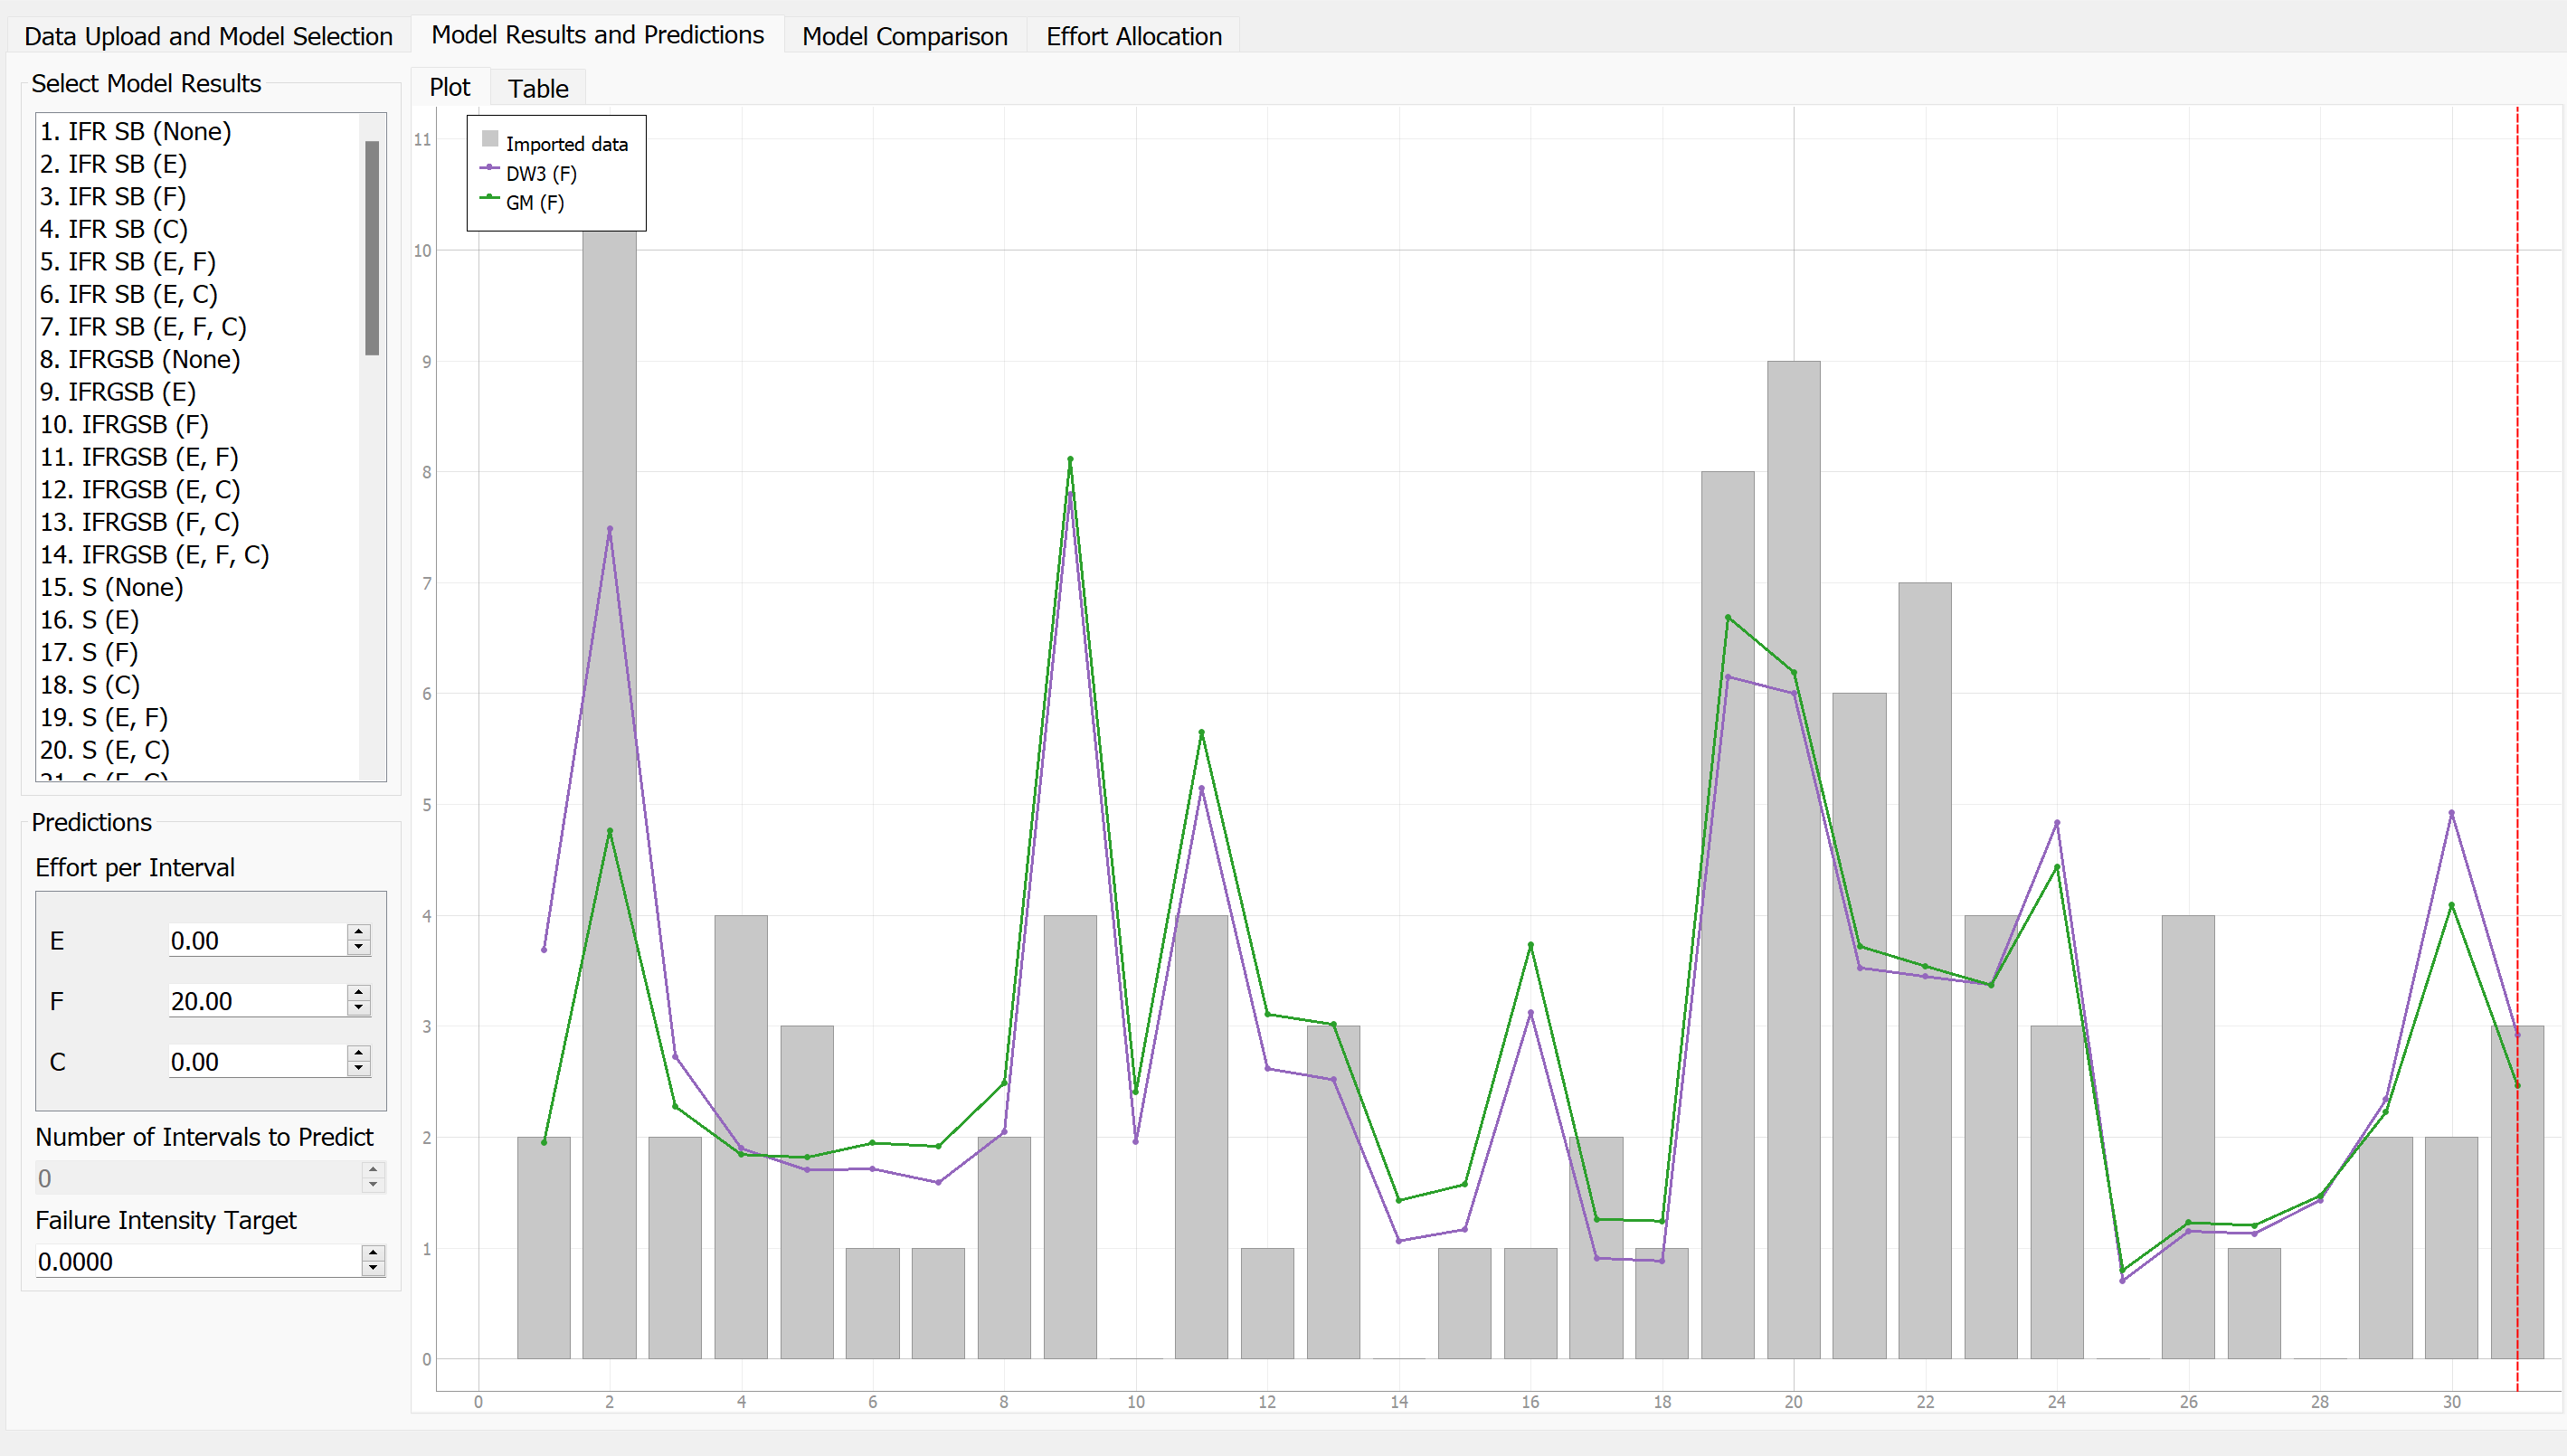 Data Upload and Model Selection
Model Results and Predictions
Model Comparison
Effort Allocation
Select Model Results
1. IFR SB (None)
2. IFR SB (E)
3. IFR SB (F)
4. IFR SB (C)
5. IFR SB (E, F)
6. IFR SB (E, C)
7. IFR SB (E, F, C)
8. IFRGSB (None)
9. IFRGSB (E)
10. IFRGSB (F)
11. IFRGSB (E, F)
12. IFRGSB (E, C)
13. IFRGSB (F, C)
14. IFRGSB (E, F, C)
15. S (None)
16. S (E)
17. S (F)
18. S (C)
19. S (E, F)
20. S (E, C)
Predictions
Effort per Interval
E 0.00
F 20.00
C 0.00
Number of Intervals to Predict
0
Failure Intensity Target
0.0000
Plot
Table
Imported data
DW3 (F)
GM (F)
11
10
9
8
7
6
5
4
3
2
1
0
0 2 4 6 8 10 12 14 16 18 20 22 24 26 28 30